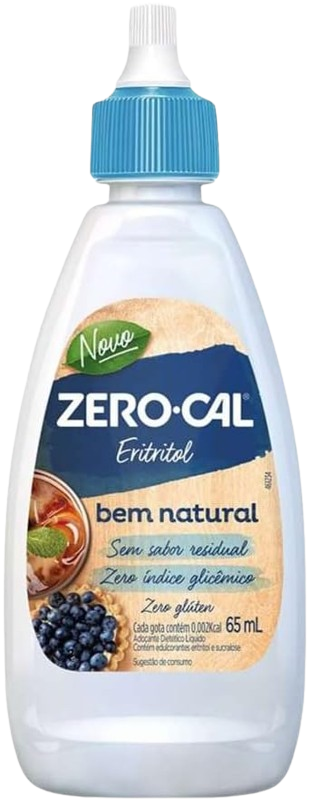 Novo
ZERO-CAL®
Eritritol
bem natural
Sem sabor residual
Zero índice glicêmico
Zero glúten
Cada gota contém 0,002Kcal 65 mL
Adoçante Dietético Líquido
Contém edulcorantes eritritol e sucralose
Sugestão de consumo